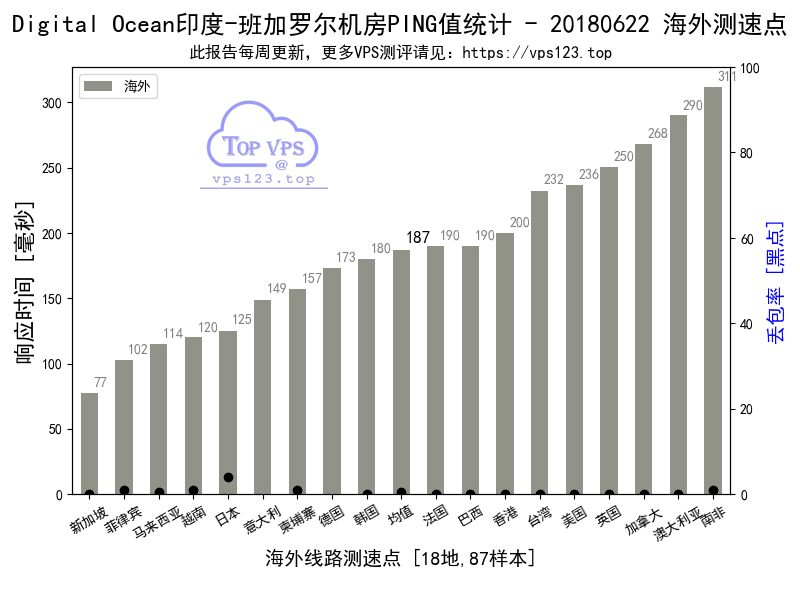 Digital Ocean印度-班加罗尔机房PING值统计 - 20180622 海外测速点
此报告每周更新，更多VPS测评请见：https://vps123.top
海外
TOP VPS
@
vps123.top
响应时间 [毫秒]
300
250
200
150
100
50
0
77
102
114
120
125
149
157
173
180
187
190
190
200
232
236
250
268
290
311
100
80
60
40
20
0
丢包率 [黑点]
新加坡
菲律宾
马来西亚
越南
日本
意大利
柬埔寨
德国
韩国
均值
法国
巴西
香港
台湾
美国
英国
加拿大
澳大利亚
南非
海外线路测速点 [18地,87样本]